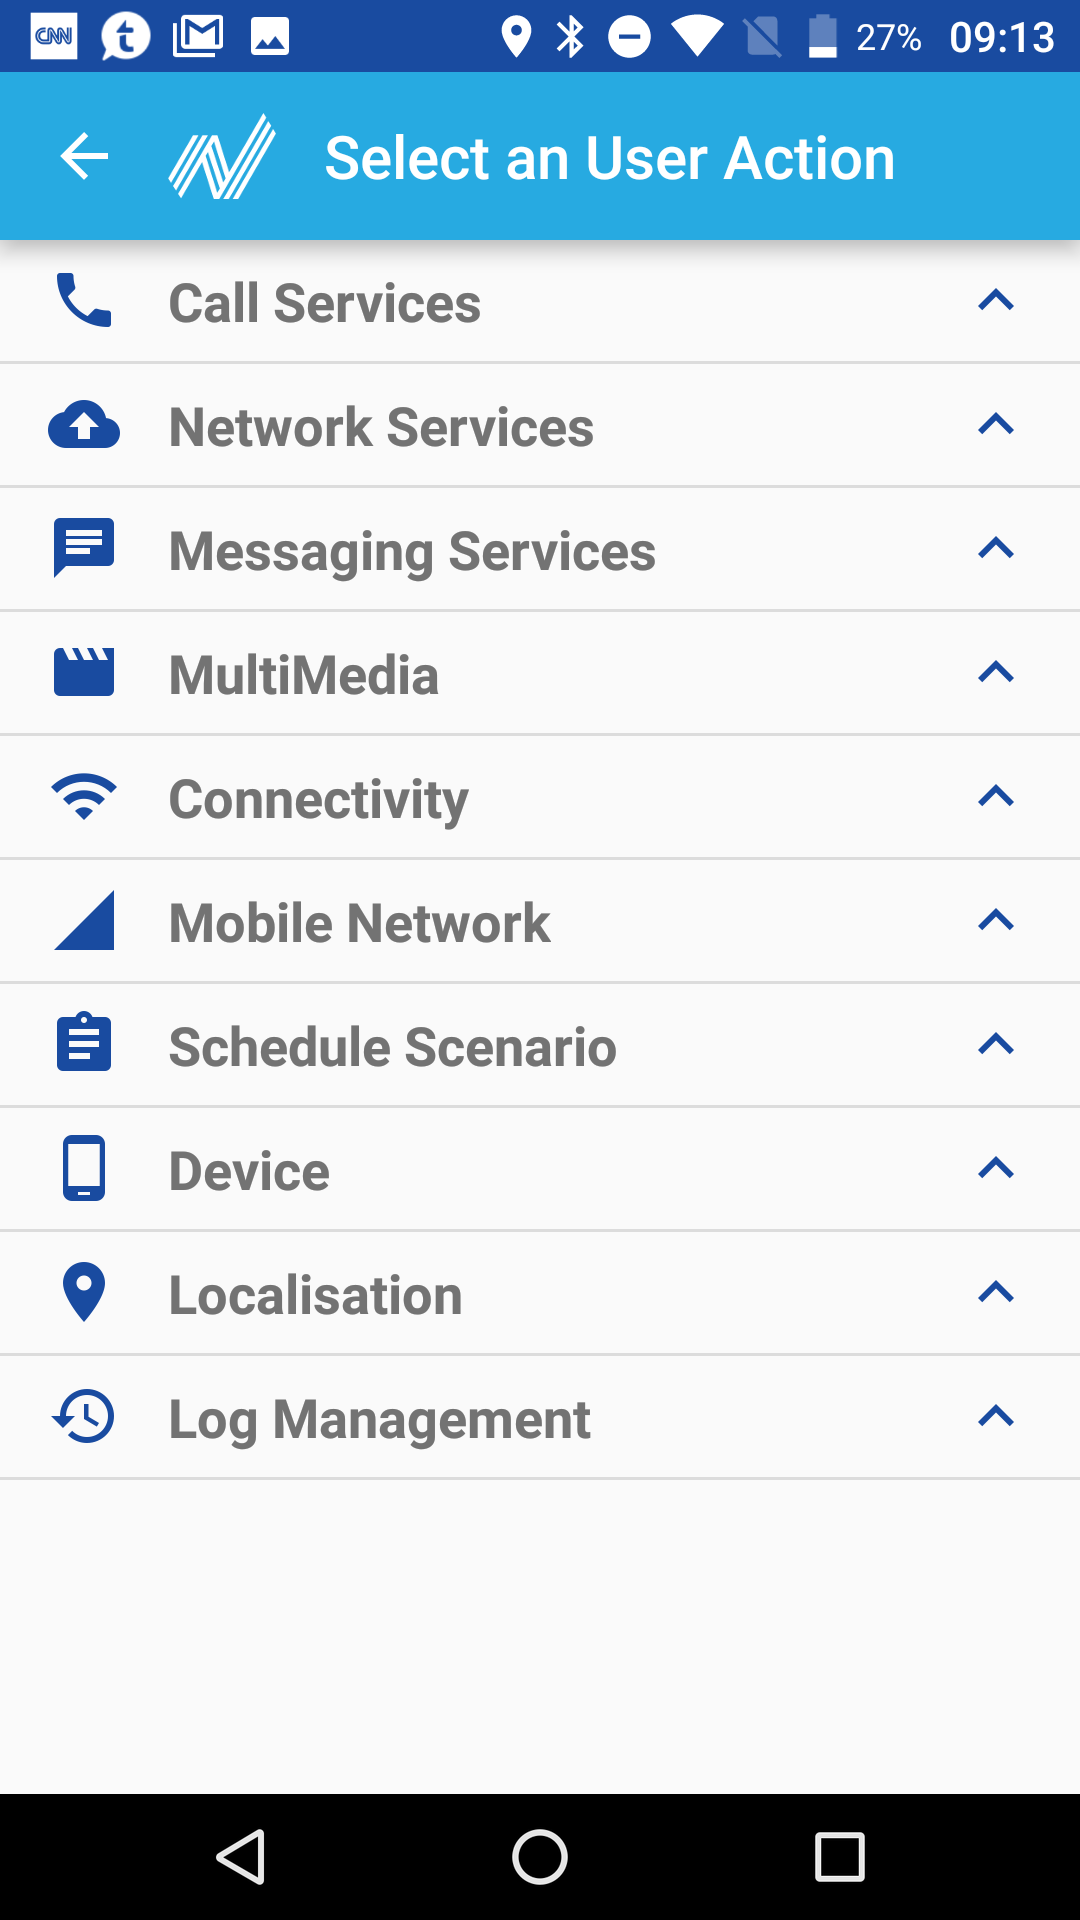 CNN t 27% 09:13
Select an User Action
Call Services
Network Services
Messaging Services
MultiMedia
Connectivity
Mobile Network
Schedule Scenario
Device
Localisation
Log Management